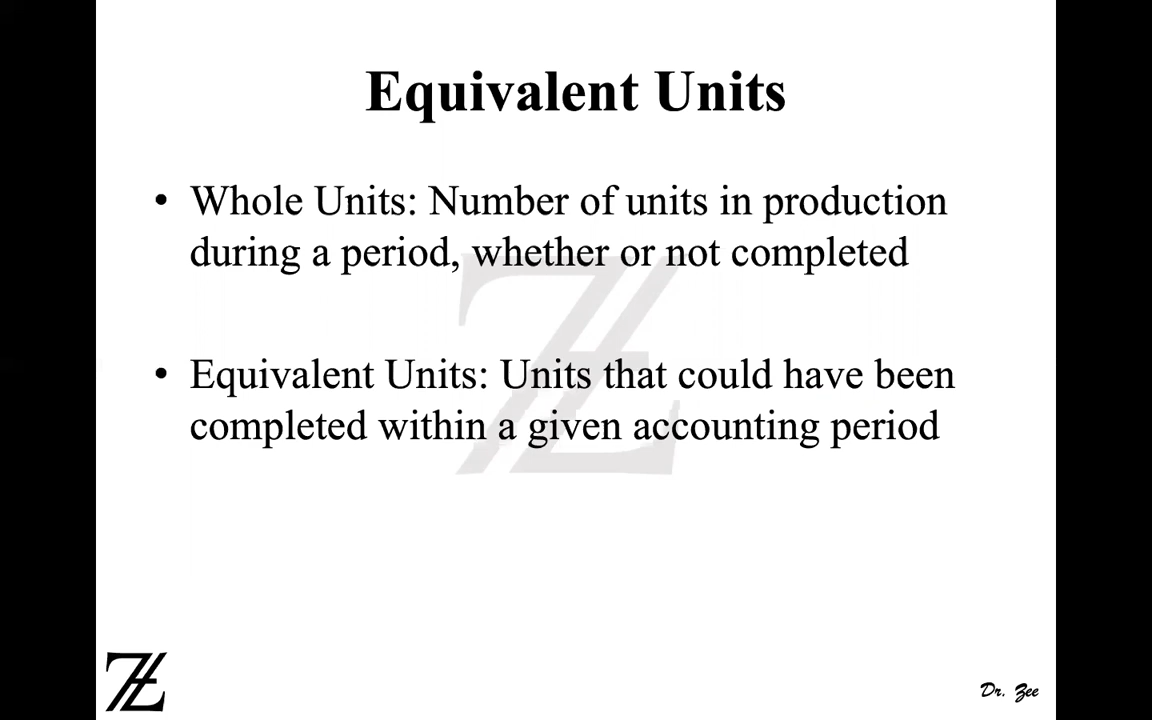 Equivalent Units
• Whole Units: Number of units in production
during a period, whether or not completed
• Equivalent Units: Units that could have been
completed within a given accounting period
Dr. Zee